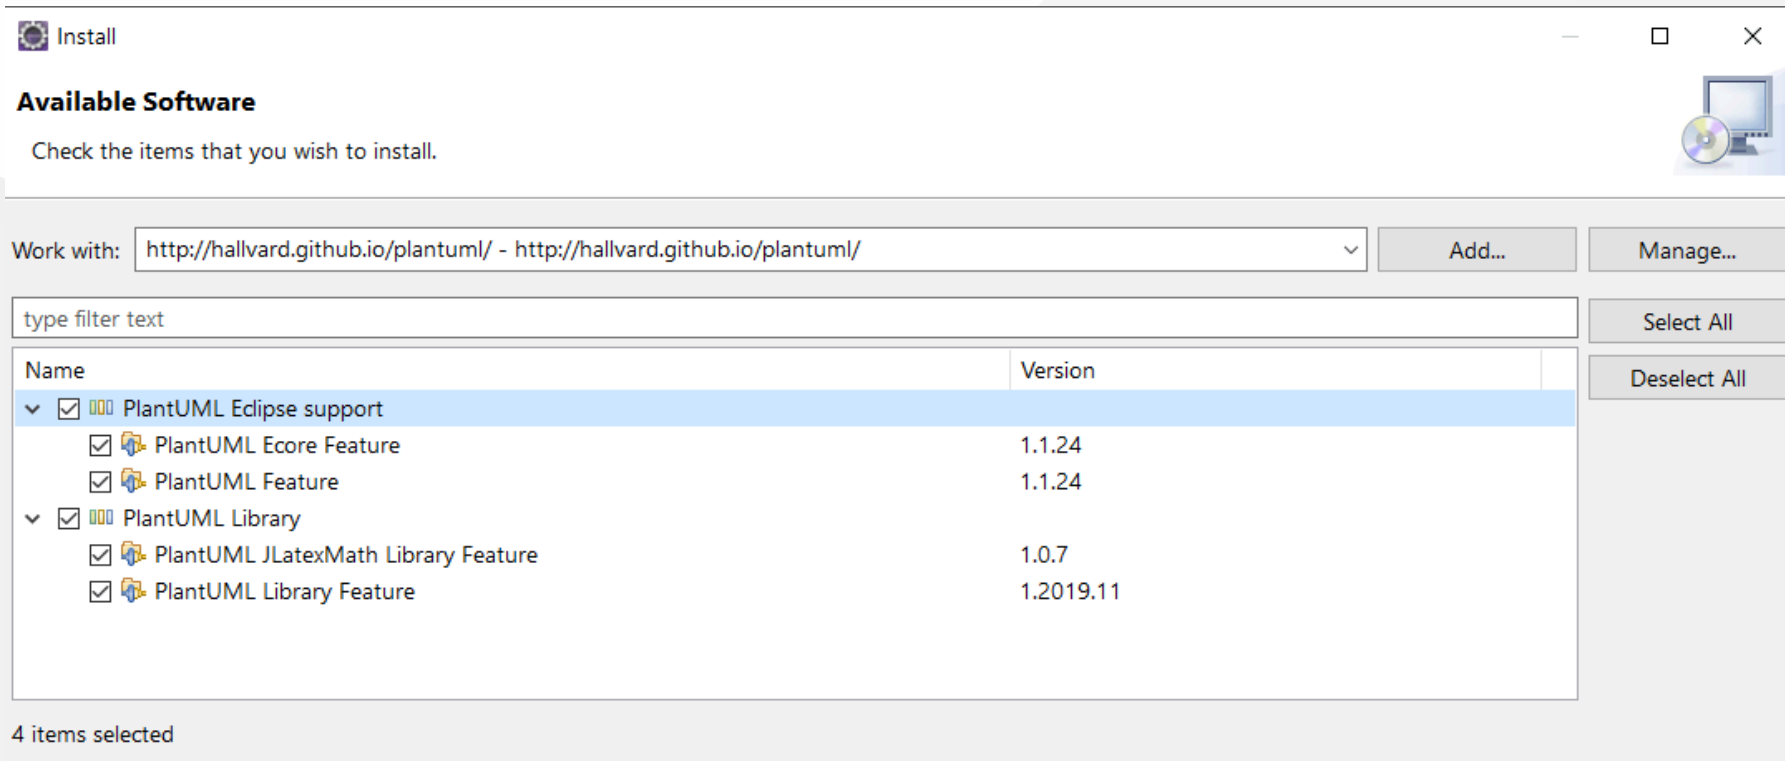 Install
Available Software
Check the items that you wish to install.
Work with: http://hallvard.github.io/plantuml/ - http://hallvard.github.io/plantuml/ Add... Manage...
type filter text Select All
Name Version Deselect All
PlantUML Eclipse support
PlantUML Ecore Feature 1.1.24
PlantUML Feature 1.1.24
PlantUML Library
PlantUML JLatexMath Library Feature 1.0.7
PlantUML Library Feature 1.2019.11
4 items selected